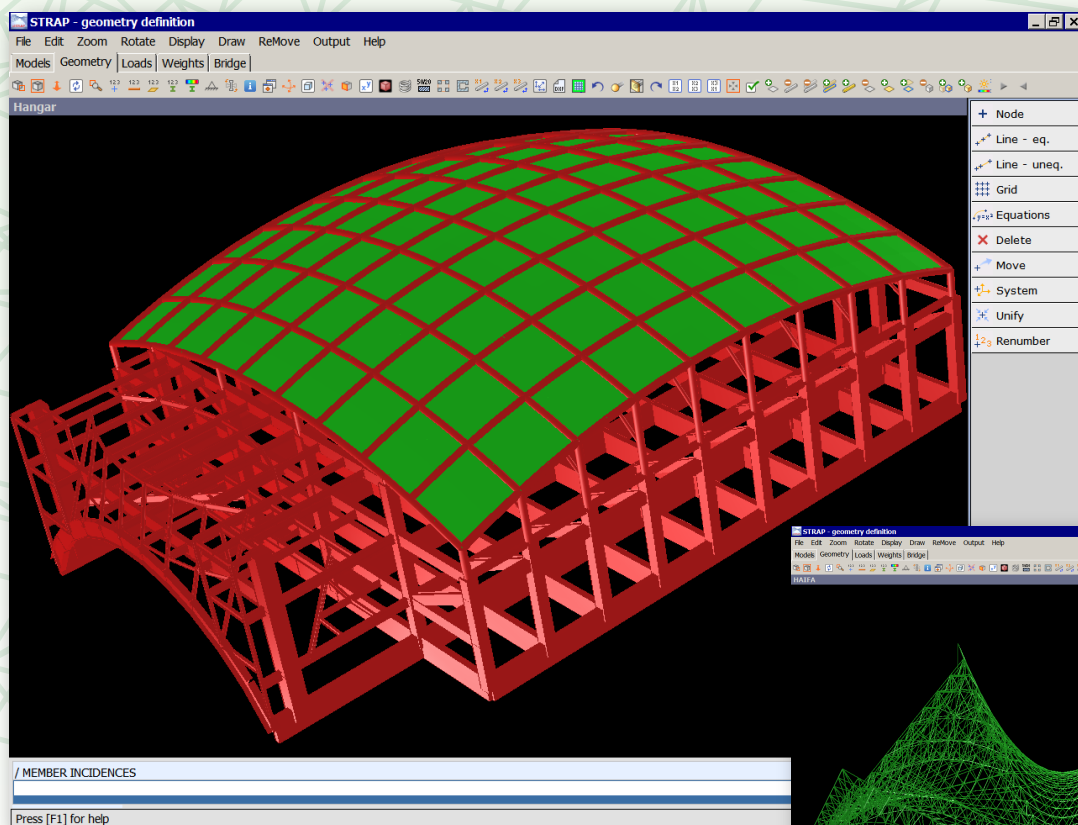 STRAP - geometry definition
File Edit Zoom Rotate Display Draw ReMove Output Help
Models Geometry Loads Weights Bridge
Hangar
Node
Line - eq.
Line - uneq.
Grid
Equations
Delete
Move
System
Unify
Renumber
/ MEMBER INCIDENCES
Press [F1] for help
STRAP - geometry definition
File Edit Zoom Rotate Display Draw ReMove Output Help
Models Geometry Loads Weights Bridge
HAIFA